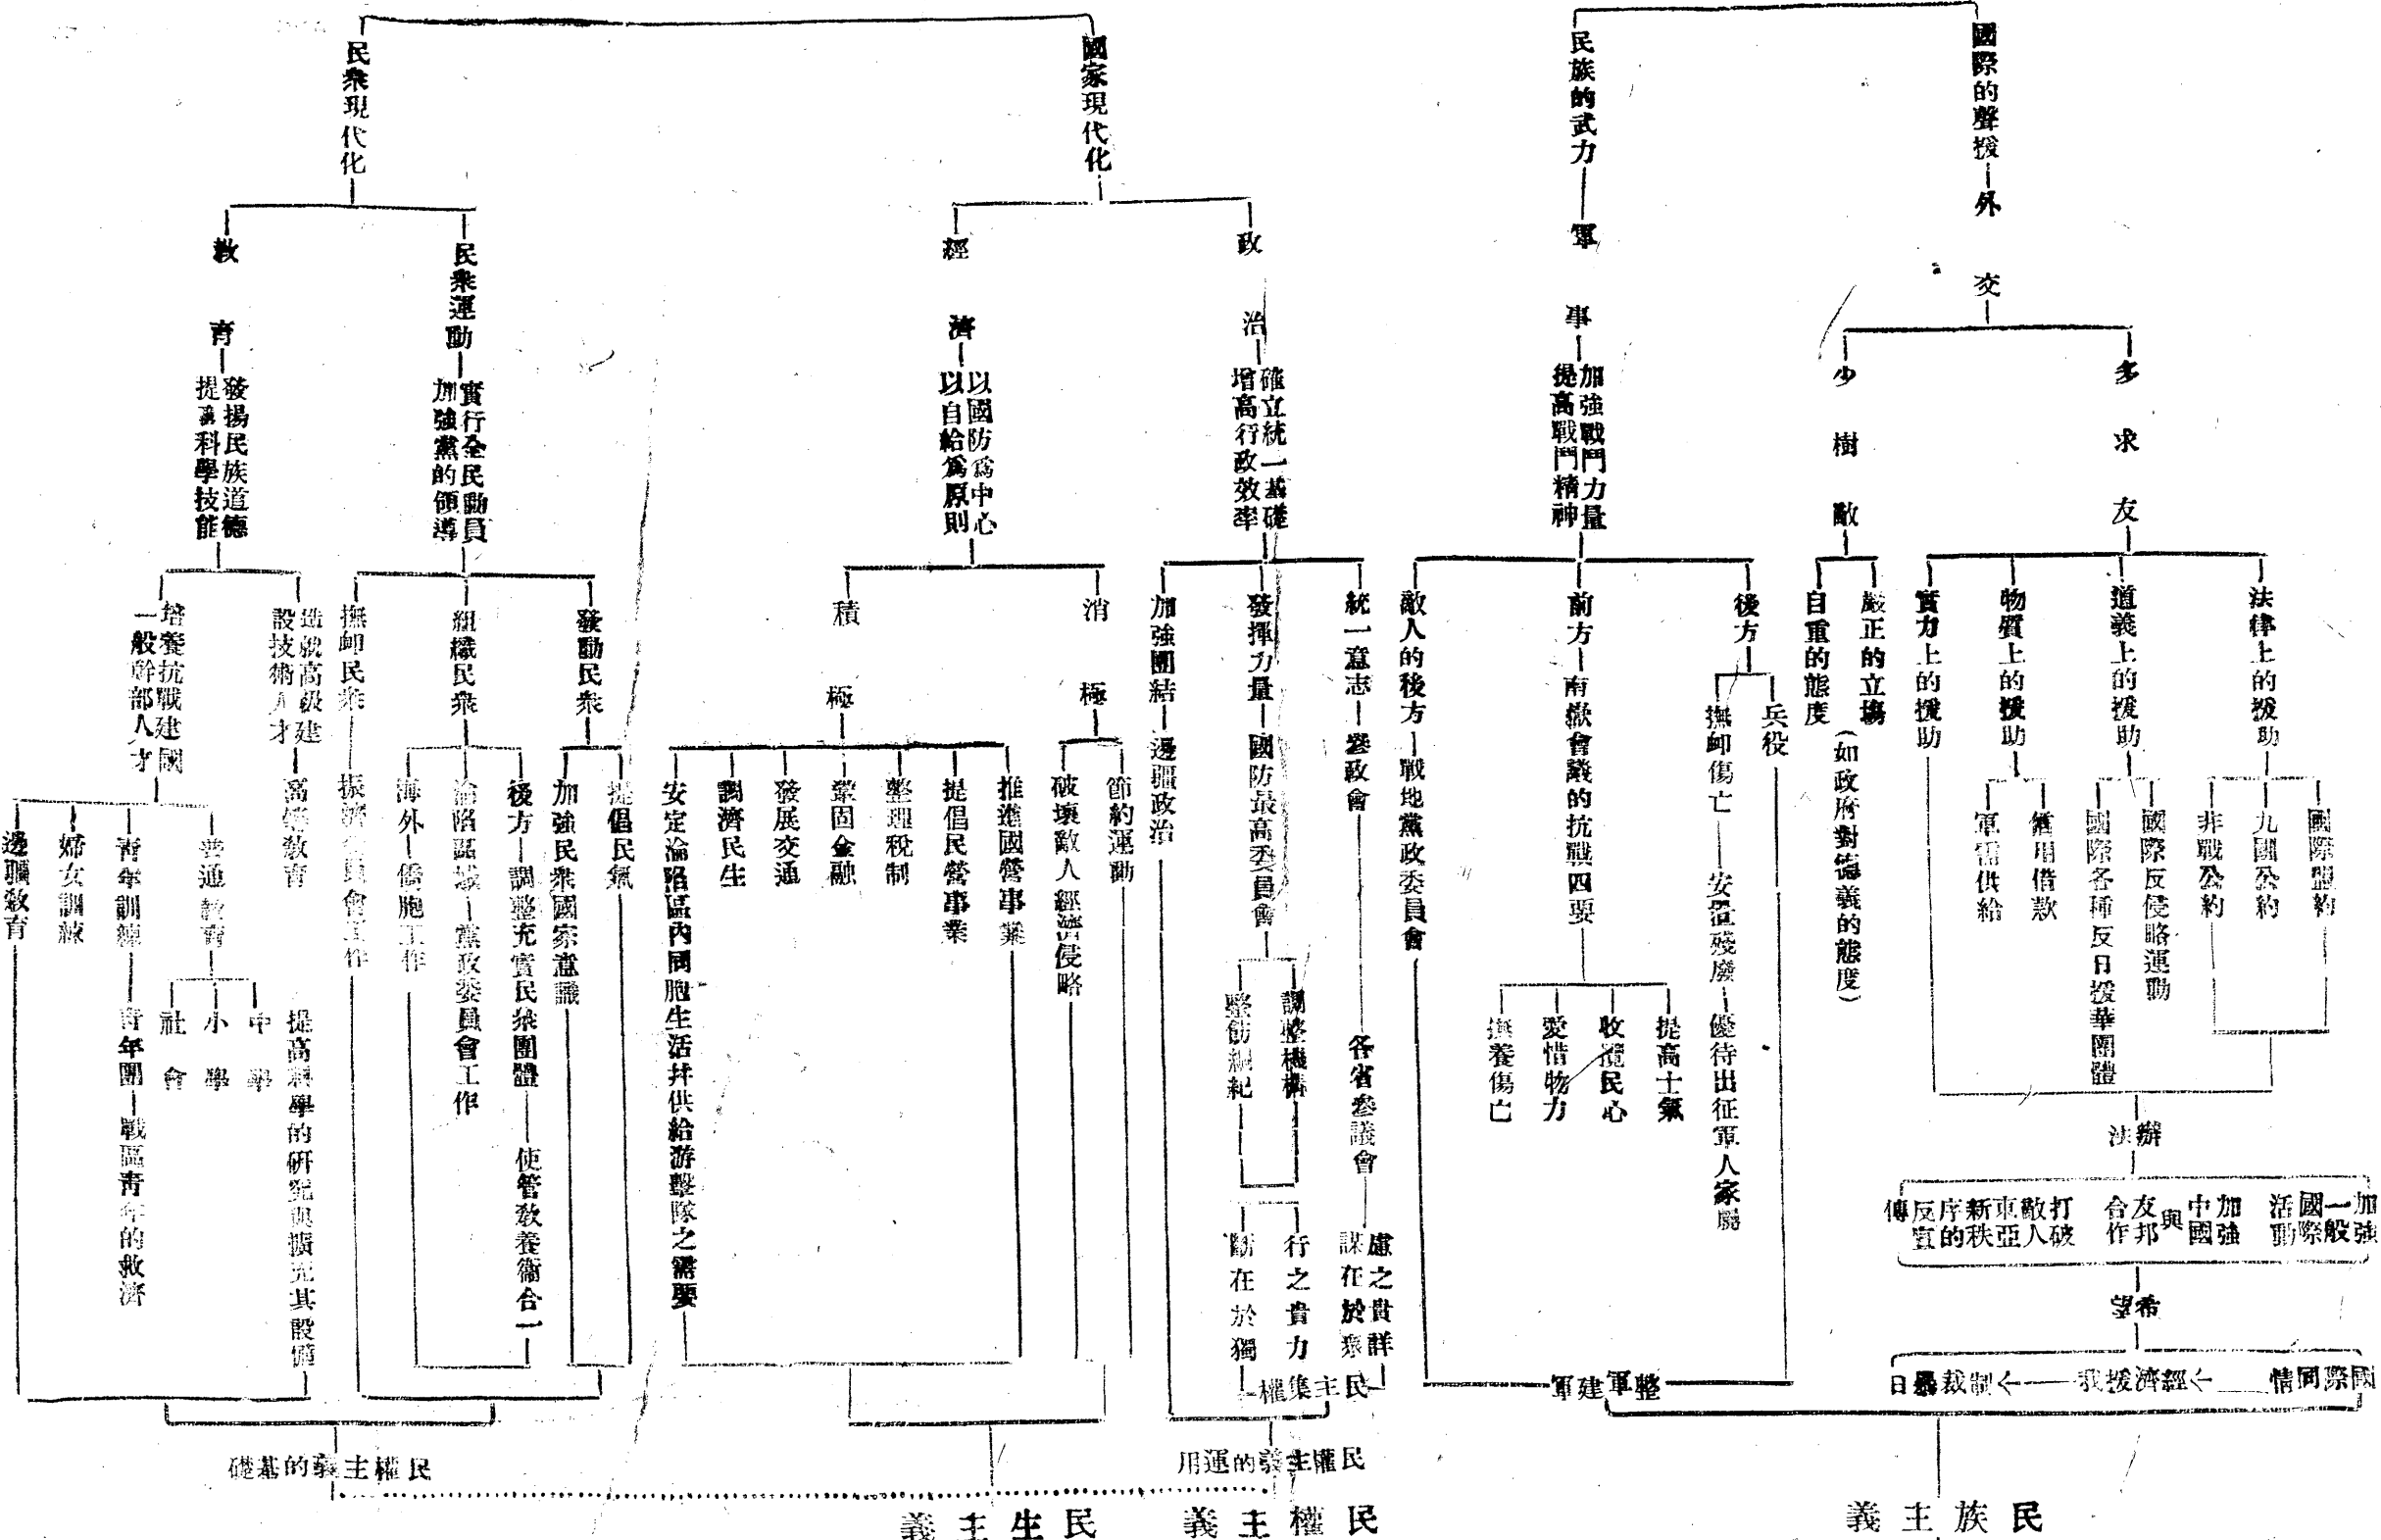 國際的聲援
外交
多求友
法律上的援助
國際盟約
九國公約
非戰公約
道義上的援助
國際反侵略運動
國際各種反日援華團體
物質上的援助
借款
軍需供給
實力上的援助
辦法
加強一般國際活動
加強中國與友邦合作
打破敵人東亞新秩序的反宣傳
希望
國際同情
經濟援我
制裁暴日
少樹敵
嚴正的立場
自重的態度
(如政府對德義的態度)
民族的武力
軍事
加強戰鬥力量
提高戰鬥精神
後方
兵役
撫卹傷亡
安置殘廢
優待出征軍人家屬
前方
南嶽會議的抗戰四要
提高士氣
收攬民心
愛惜物力
撫養傷亡
敵人的後方
戰地黨政委員會
整軍建軍
民族主義
國家現代化
政治
確立統一基礎
增高行政效率
統一意志
參政會
各省參議會
慮之貴詳
謀在於衆
發揮力量
國防最高委員會
調整機構
整飭綱紀
行之貴力
斷在於獨
民主集權
加強團結
邊疆政治
民權主義的運用
民權主義
經濟
以國防爲中心
以自給爲原則
消極
節約運動
破壞敵人經濟侵略
積極
推進國營事業
提倡民營事業
整理稅制
鞏固金融
發展交通
調濟民生
安定淪陷區內同胞生活幷供給游擊隊之需要
民生主義
民衆現代化
民衆運動
實行全民動員
加強黨的領導
發動民衆
提倡民氣
加強民衆國家意識
組織民衆
後方
調整充實民衆團體
使管敎養衞合一
淪陷區域
黨政委員會工作
海外
僑胞工作
撫卹民衆
振濟委員會工作
敎育
發揚民族道德
提高科學技能
造就高級建設技術人才
高等敎育
提高科學的研究與擴充其設備
培養抗戰建國一般幹部人才
普通敎育
中學
小學
社會
靑年訓練
靑年團
戰區靑年的救濟
婦女訓練
邊疆敎育
民權主義的基礎